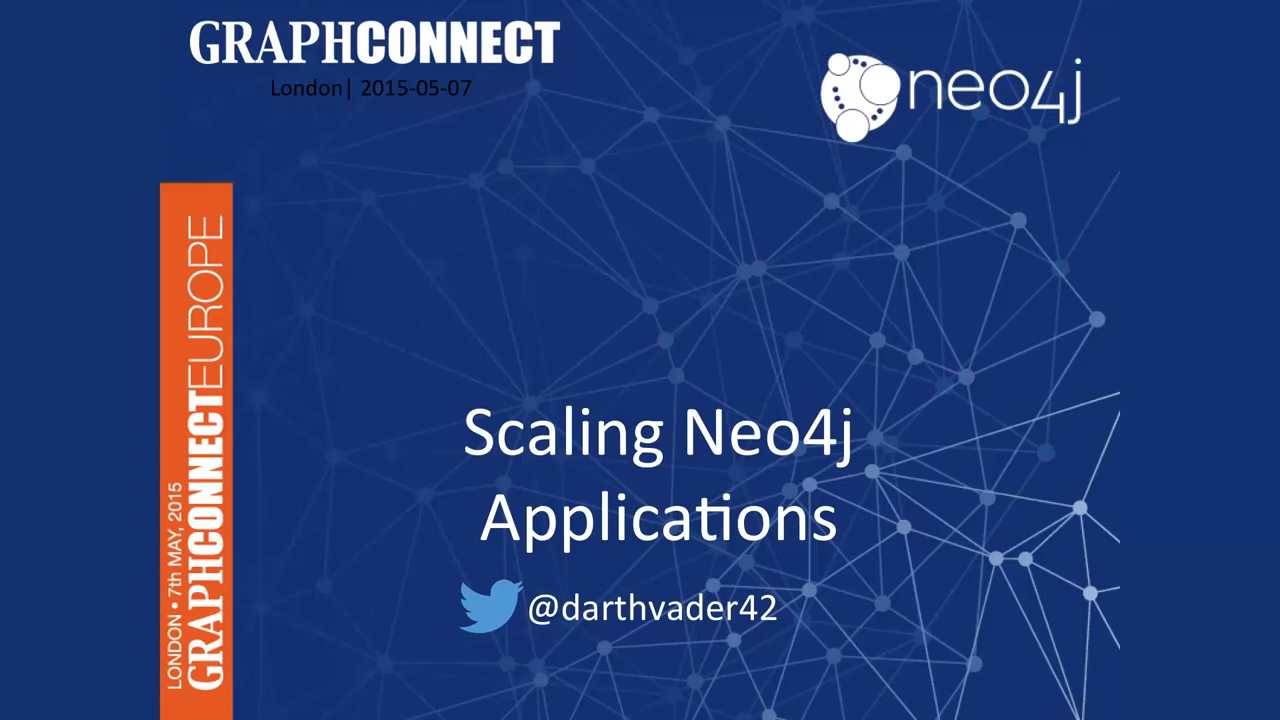 GRAPHCONNECT
London| 2015-05-07
neo4j
LONDON • 7th MAY, 2015
GRAPHCONNECTEUROPE
Scaling Neo4j
Applications
@darthvader42